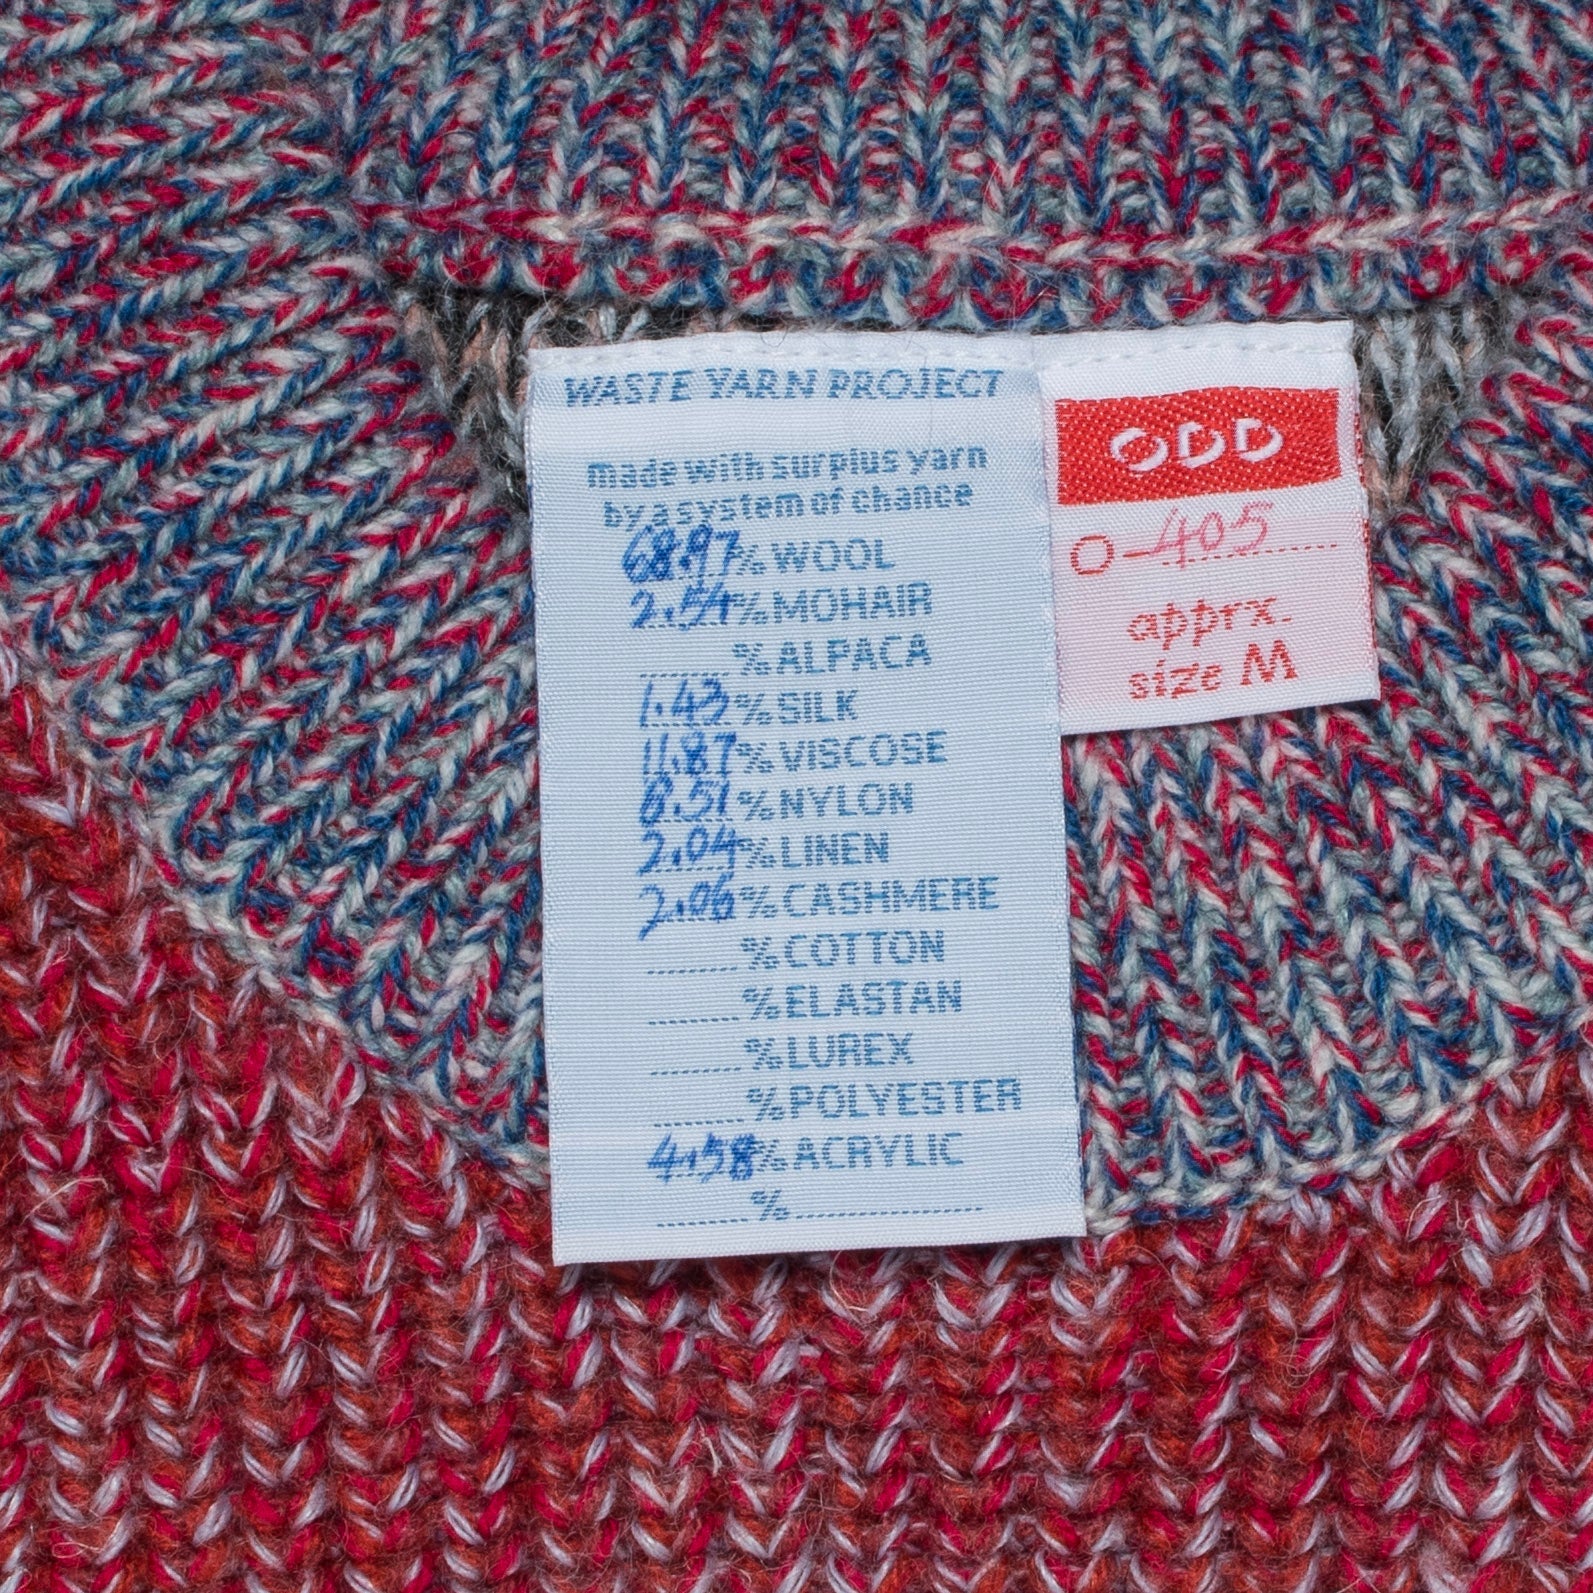 WASTE YARN PROJECT
made with surplus yarn
by a system of chance
68.97% WOOL
2.54% MOHAIR
% ALPACA
1.43% SILK
11.87% VISCOSE
8.51% NYLON
2.04% LINEN
2.06% CASHMERE
% COTTON
% ELASTAN
% LUREX
% POLYESTER
4.58% ACRYLIC
%
ODD
O-405
apprx.
size M